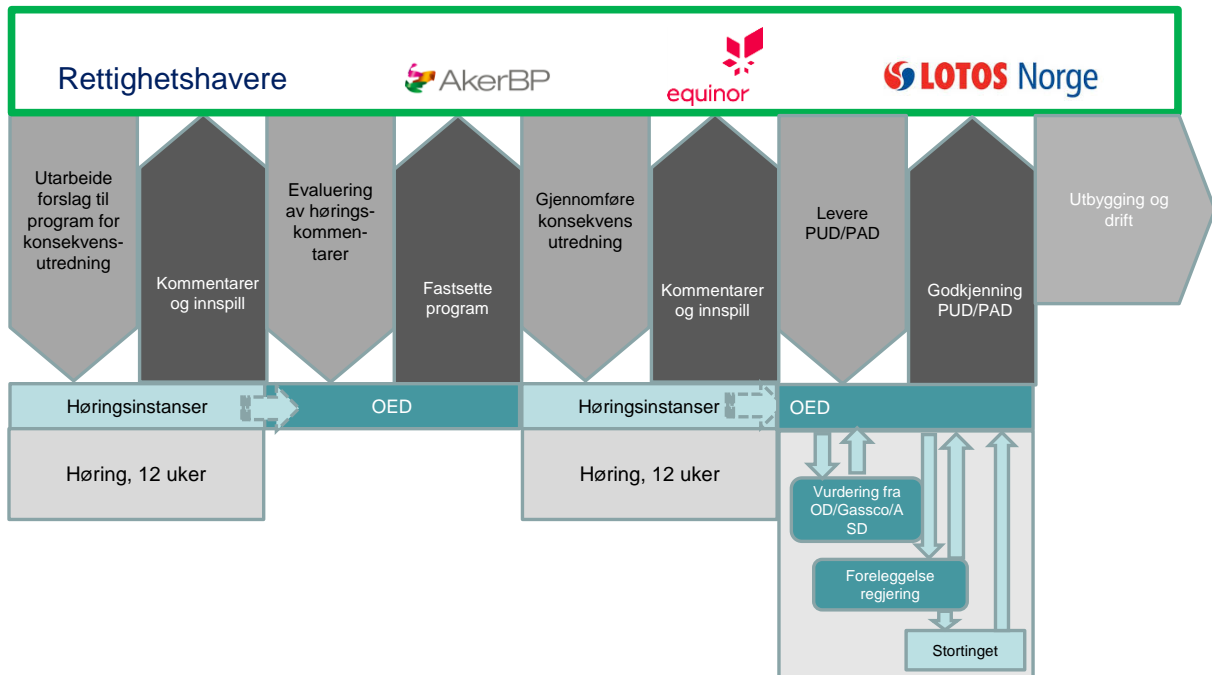 Rettighetshavere
AkerBP
equinor
LOTOS Norge
Utarbeide
forslag til
program for
konsekvens-
utredning
Kommentarer
og innspill
Evaluering
av hørings-
kommen-
tarer
Fastsette
program
Gjennomføre
konsekvens
utredning
Kommentarer
og innspill
Levere
PUD/PAD
Godkjenning
PUD/PAD
Utbygging og
drift
Høringsinstanser
OED
Høringsinstanser
OED
Høring, 12 uker
Høring, 12 uker
Vurdering fra
OD/Gassco/A
SD
Foreleggelse
regjering
Stortinget